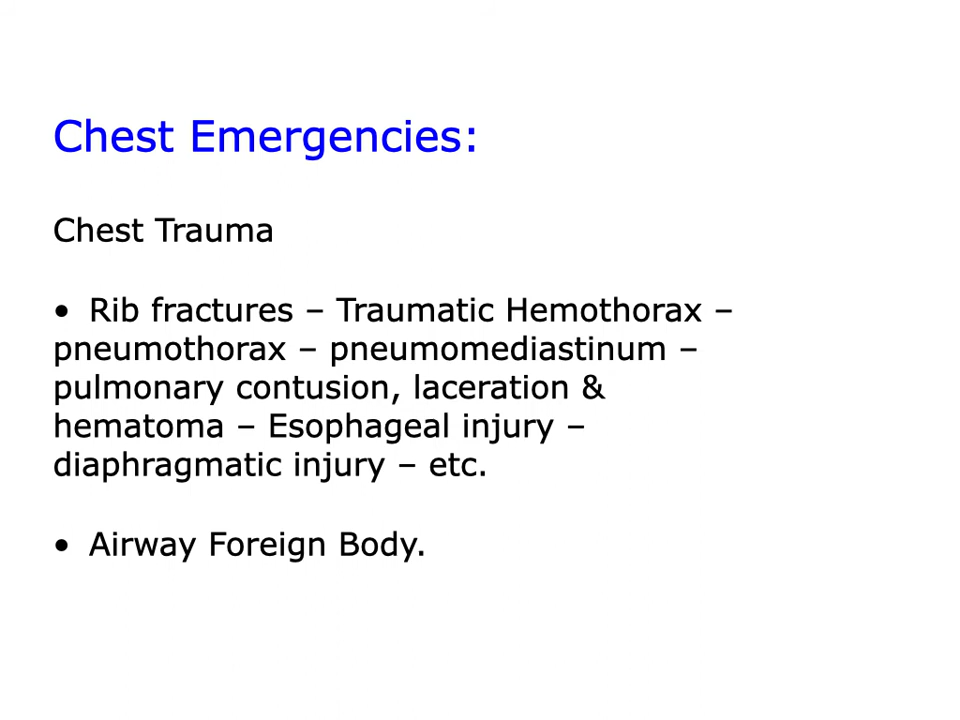 Chest Emergencies:
Chest Trauma
• Rib fractures – Traumatic Hemothorax –
pneumothorax – pneumomediastinum –
pulmonary contusion, laceration &
hematoma – Esophageal injury –
diaphragmatic injury – etc.
• Airway Foreign Body.